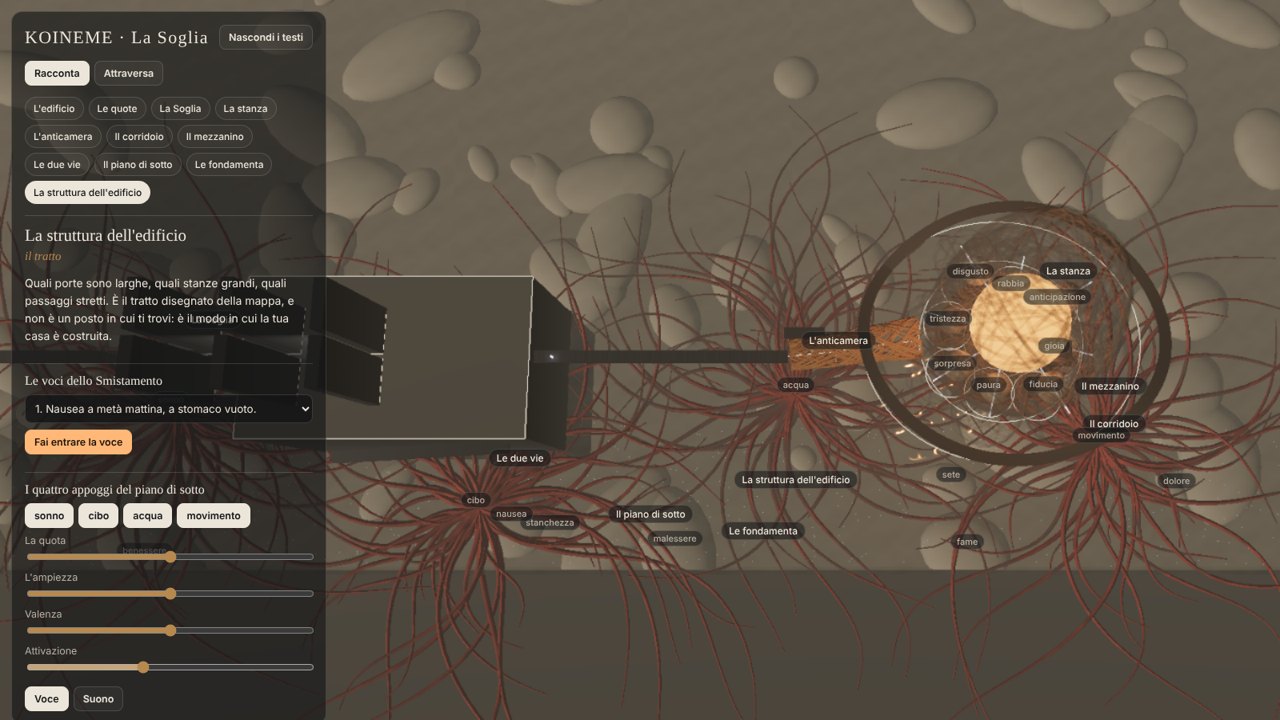 KOINEME · La Soglia
Nascondi i testi
Racconta
Attraversa
L'edificio
Le quote
La Soglia
La stanza
L'anticamera
Il corridoio
Il mezzanino
Le due vie
Il piano di sotto
Le fondamenta
La struttura dell'edificio
La struttura dell'edificio
il tratto
Quali porte sono larghe, quali stanze grandi, quali
passaggi stretti. È il tratto disegnato della mappa, e
non è un posto in cui ti trovi: è il modo in cui la tua
casa è costruita.
Le voci dello Smistamento
1. Nausea a metà mattina, a stomaco vuoto.
Fai entrare la voce
I quattro appoggi del piano di sotto
sonno
cibo
acqua
movimento
La quota
benessere
L'ampiezza
Valenza
Attivazione
Voce
Suono
disgusto
La stanza
rabbia
anticipazione
tristezza
L'anticamera
gioia
sorpresa
acqua
paura
fiducia
Il mezzanino
Il corridoio
movimento
Le due vie
sete
La struttura dell'edificio
dolore
cibo
nausea
stanchezza
Il piano di sotto
Le fondamenta
malessere
fame